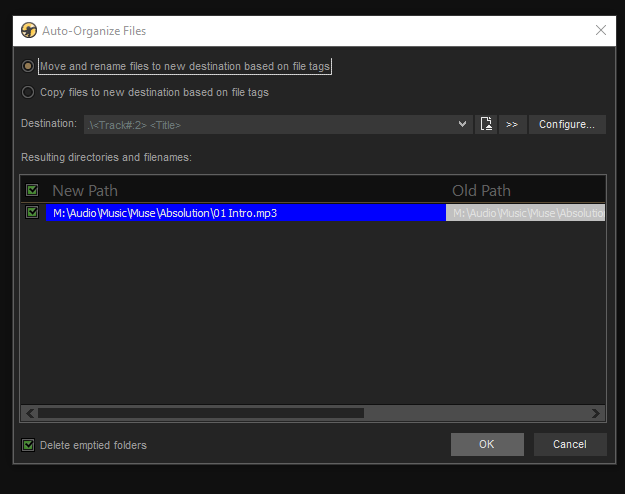 Auto-Organize Files
Move and rename files to new destination based on file tags
Copy files to new destination based on file tags
Destination: .\<Track#:2> <Title> >> Configure...
Resulting directories and filenames:
New Path Old Path
M:\Audio\Music\Muse\Absolution\01 Intro.mp3 M:\Audio\Music\Muse\Absolution
Delete emptied folders OK Cancel